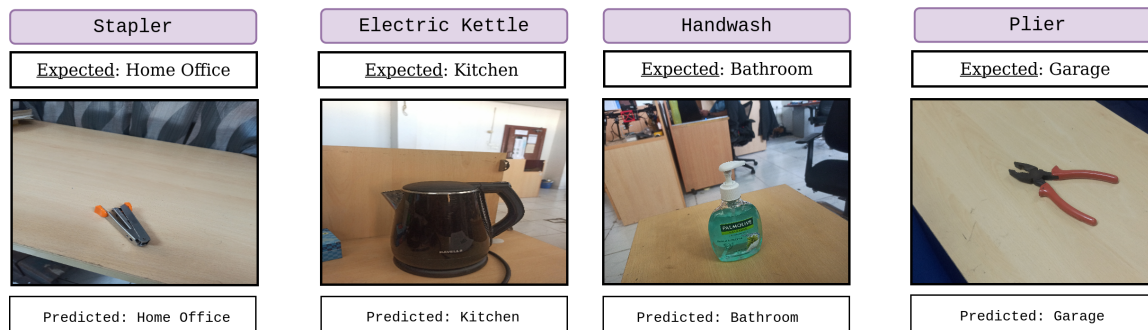 Stapler
Expected: Home Office
Predicted: Home Office
Electric Kettle
Expected: Kitchen
Predicted: Kitchen
Handwash
Expected: Bathroom
PALMOLIVE
Predicted: Bathroom
Plier
Expected: Garage
Predicted: Garage